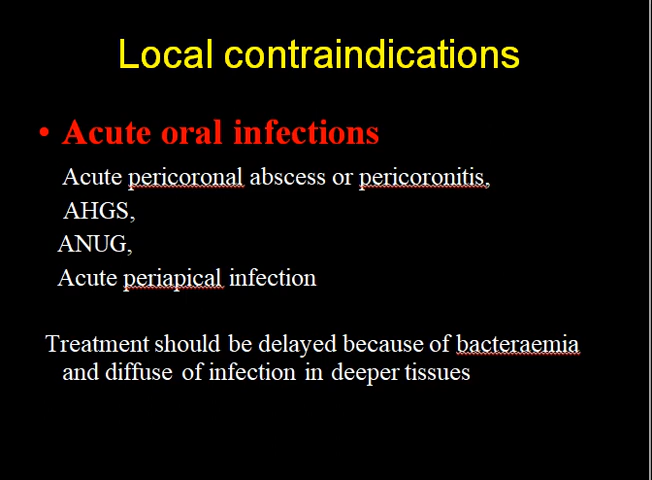 Local contraindications
• Acute oral infections
Acute pericoronal abscess or pericoronitis,
AHGS,
ANUG,
Acute periapical infection
Treatment should be delayed because of bacteraemia
and diffuse of infection in deeper tissues